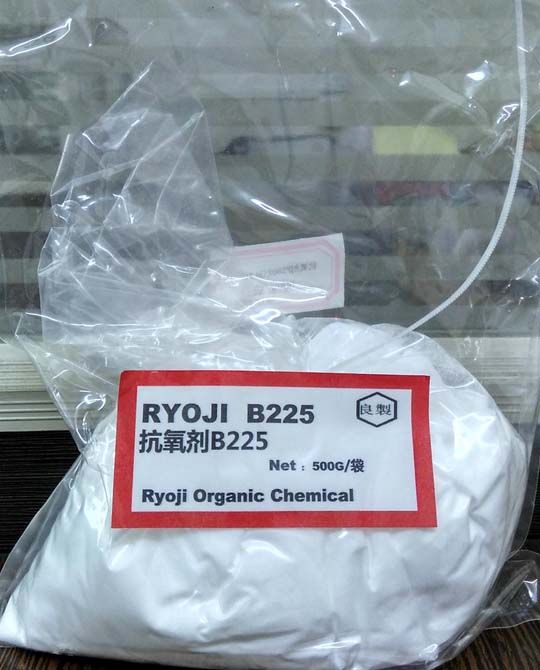 RYOJI B225
良製
抗氧剂B225
Net : 500G/袋
Ryoji Organic Chemical